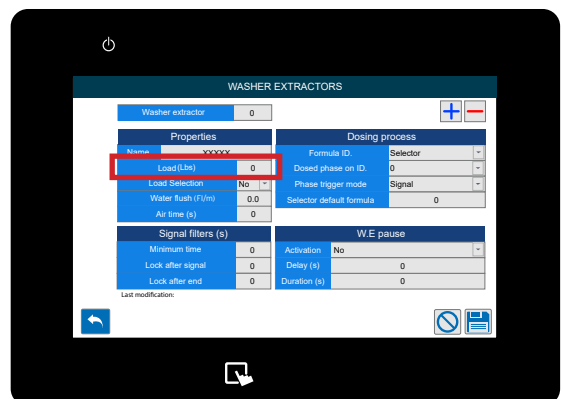 WASHER EXTRACTORS
Washer extractor 0
Properties
Name XXXXX
Load (Lbs) 0
Load Selection No
Water flush (Fl/m) 0.0
Air time (s) 0
Dosing process
Formula ID. Selector
Dosed phase on ID. 0
Phase trigger mode Signal
Selector default formula 0
Signal filters (s)
Minimum time 0
Lock after signal 0
Lock after end 0
W.E pause
Activation No
Delay (s) 0
Duration (s) 0
Last modification: